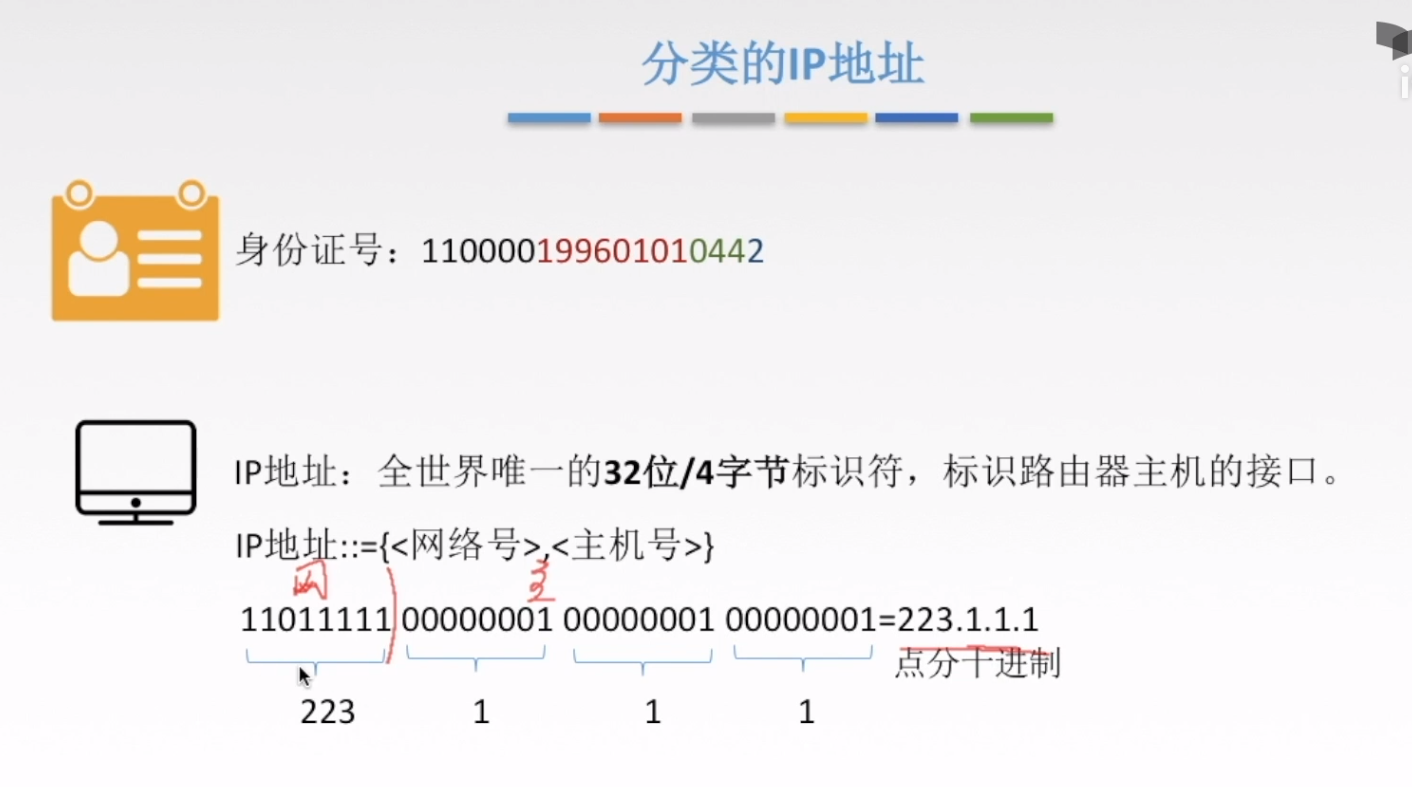 分类的IP地址
身份证号：110000199601010442
IP地址：全世界唯一的32位/4字节标识符，标识路由器主机的接口。
IP地址::={<网络号>,<主机号>}
网
11011111 00000001 00000001 00000001=223.1.1.1
点分十进制
223 1 1 1